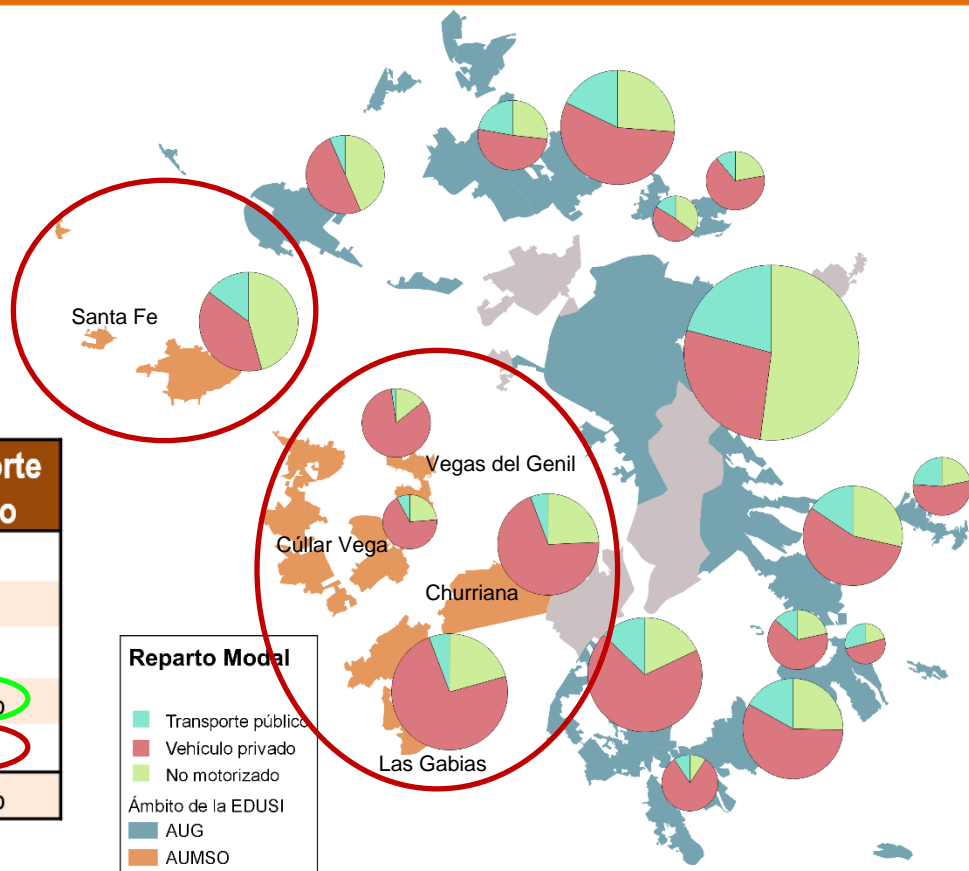 Santa Fe
Vegas del Genil
Cúllar Vega
Churriana
Las Gabias
Reparto Modal
Transporte público
Vehículo privado
No motorizado
Ámbito de la EDUSI
AUG
AUMSO